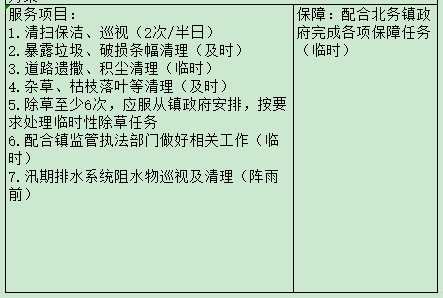 服务项目：
1. 清扫保洁、巡视（2次/半日）
2. 暴露垃圾、破损条幅清理（及时）
3. 道路遗撒、积尘清理（临时）
4. 杂草、枯枝落叶等清理（及时）
5. 除草至少6次，应服从镇政府安排，按要
求处理临时性除草任务
6. 配合镇监管执法部门做好相关工作（临
时）
7. 汛期排水系统阻水物巡视及清理（阵雨
前）
保障：配合北务镇政
府完成各项保障任务
（临时）